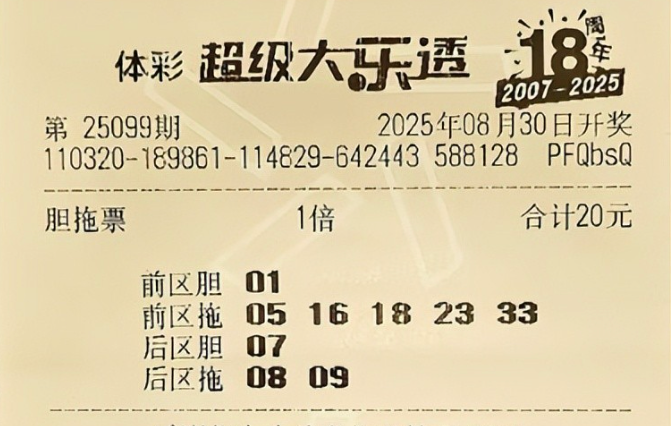 体彩 超级大乐透 18周年 2007-2025
第 25099期 2025年08月30日开奖
110320-189861-114829-642443 588128 PFQbsQ
胆拖票 1倍 合计20元
前区胆 01
前区拖 05 16 18 23 33
后区胆 07
后区拖 08 09